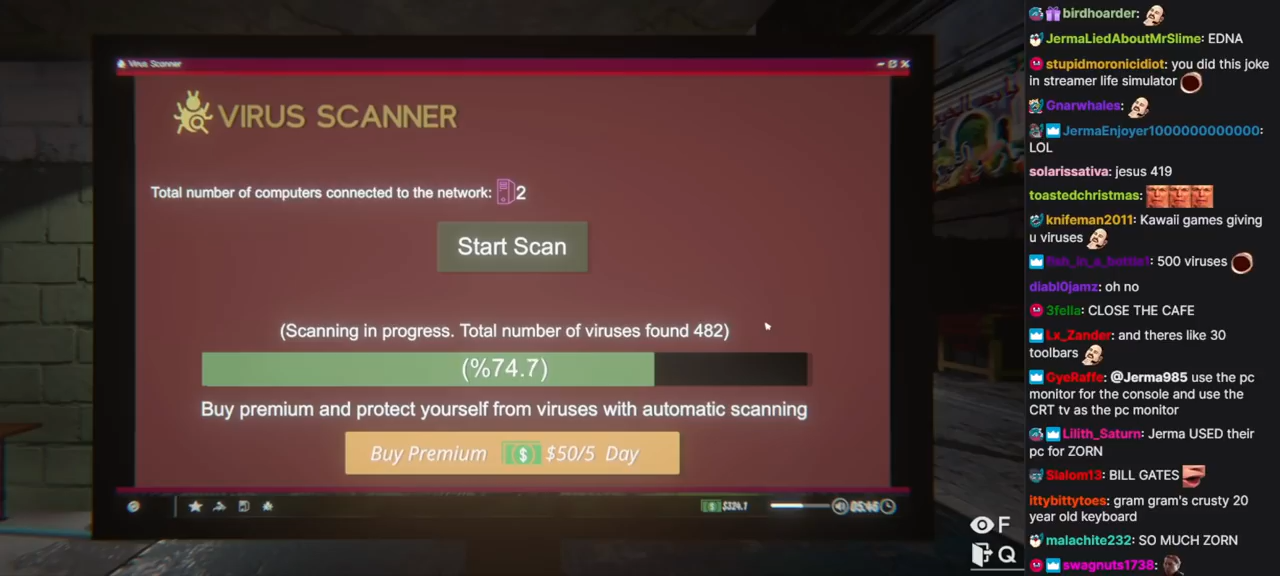 Virus Scanner
VIRUS SCANNER
Total number of computers connected to the network: 2
Start Scan
(Scanning in progress. Total number of viruses found 482)
(%74.7)
Buy premium and protect yourself from viruses with automatic scanning
Buy Premium $ $50/5 Day
05:46
F
Q
birdhoarder:
JermaLiedAboutMrSlime: EDNA
stupidmoronicidiot: you did this joke
in streamer life simulator
Gnarwhales:
JermaEnjoyer1000000000000:
LOL
solarissativa: jesus 419
toastedchristmas:
knifeman2011: Kawaii games giving
u viruses
fish_in_a_bottle1: 500 viruses
diabl0jamz: oh no
3fella: CLOSE THE CAFE
Lx_Zander: and theres like 30
toolbars
GyeRaffe: @Jerma985 use the pc
monitor for the console and use the
CRT tv as the pc monitor
Lilith_Saturn: Jerma USED their
pc for ZORN
Slalom13: BILL GATES
ittybittytoes: gram gram's crusty 20
year old keyboard
malachite232: SO MUCH ZORN
swagnuts1738: